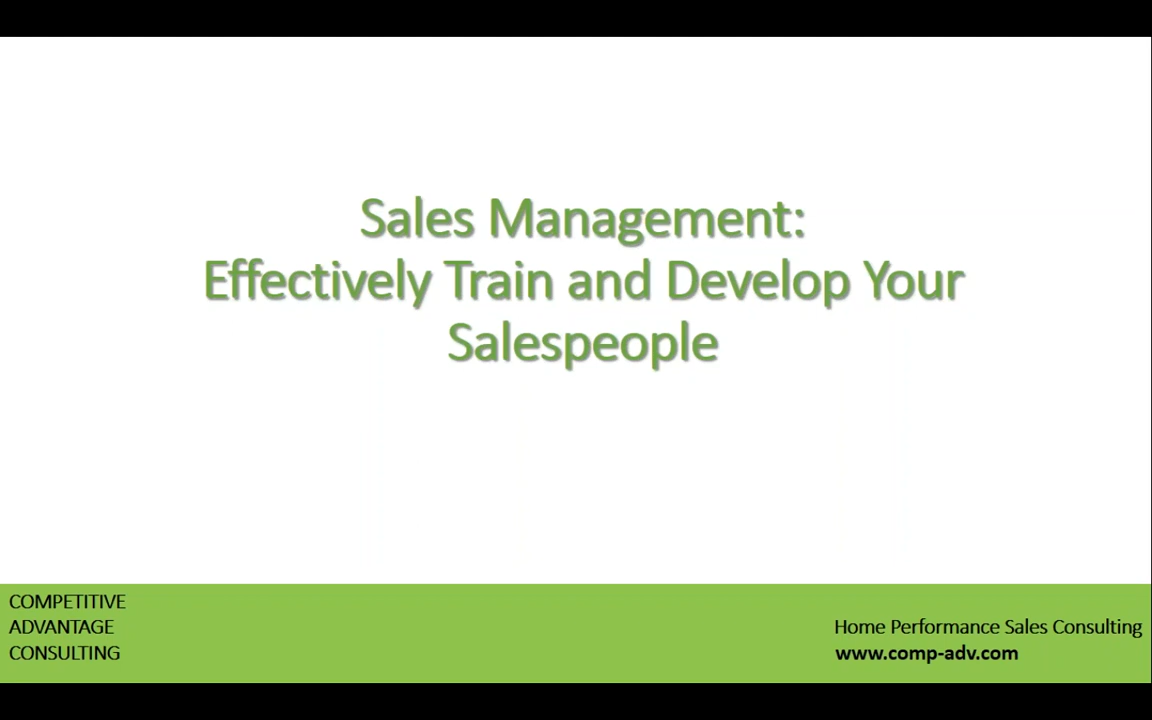 Sales Management:
Effectively Train and Develop Your
Salespeople
COMPETITIVE
ADVANTAGE
CONSULTING
Home Performance Sales Consulting
www.comp-adv.com